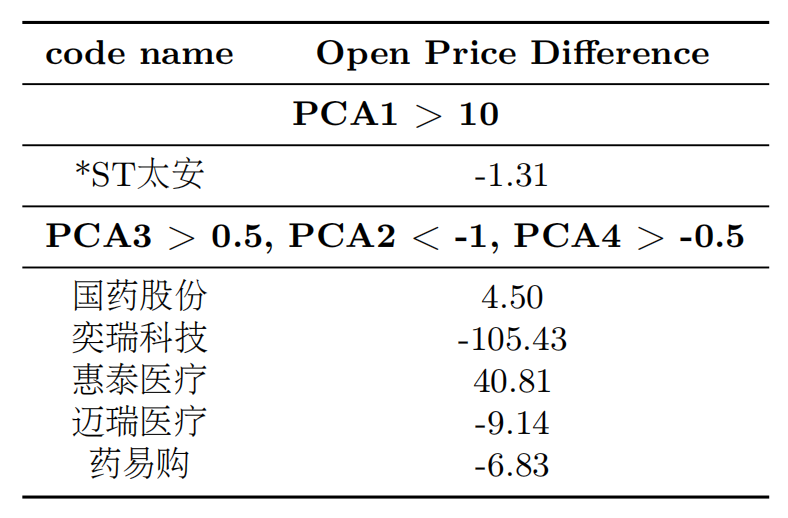 code name Open Price Difference
PCA1 > 10
*ST太安 -1.31
PCA3 > 0.5, PCA2 < -1, PCA4 > -0.5
国药股份 4.50
奕瑞科技 -105.43
惠泰医疗 40.81
迈瑞医疗 -9.14
药易购 -6.83